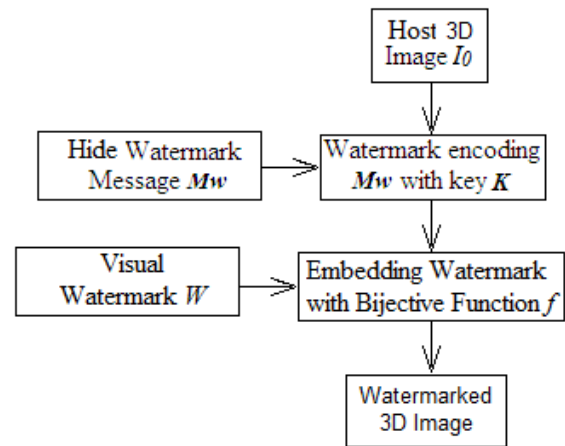 Host 3D
Image I0
Hide Watermark
Message Mw
Watermark encoding
Mw with key K
Visual
Watermark W
Embedding Watermark
with Bijective Function f
Watermarked
3D Image